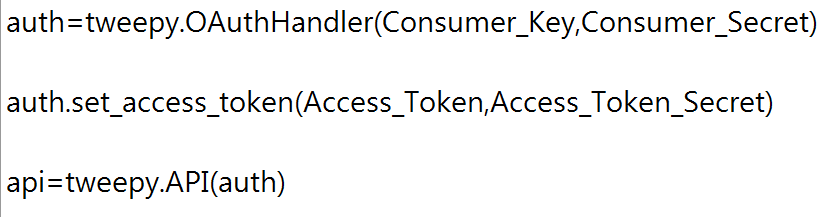 auth=tweepy.OAuthHandler(Consumer_Key,Consumer_Secret)
auth.set_access_token(Access_Token,Access_Token_Secret)
api=tweepy.API(auth)